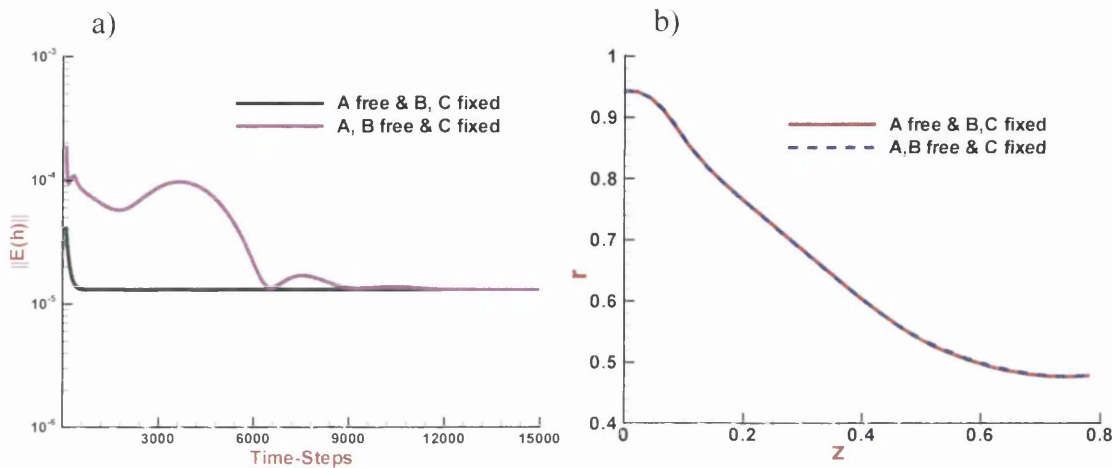 a)
10⁻³
10⁻⁴
10⁻⁵
10⁻⁶
||E(h)||
A free & B, C fixed
A, B free & C fixed
3000 6000 9000 12000 15000
Time-Steps
b)
1
0.9
0.8
0.7
0.6
0.5
0.4
r
A free & B,C fixed
A,B free & C fixed
0 0.2 0.4 0.6 0.8
z